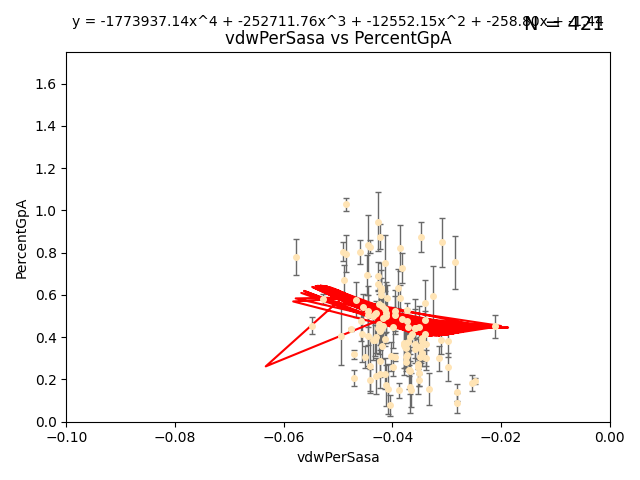 y = -1773937.14x^4 + -252711.76x^3 + -12552.15x^2 + -258.80x +
N = 421
vdwPerSasa vs PercentGpA
PercentGpA
1.6
1.4
1.2
1.0
0.8
0.6
0.4
0.2
0.0
−0.10 −0.08 −0.06 −0.04 −0.02 0.00
vdwPerSasa